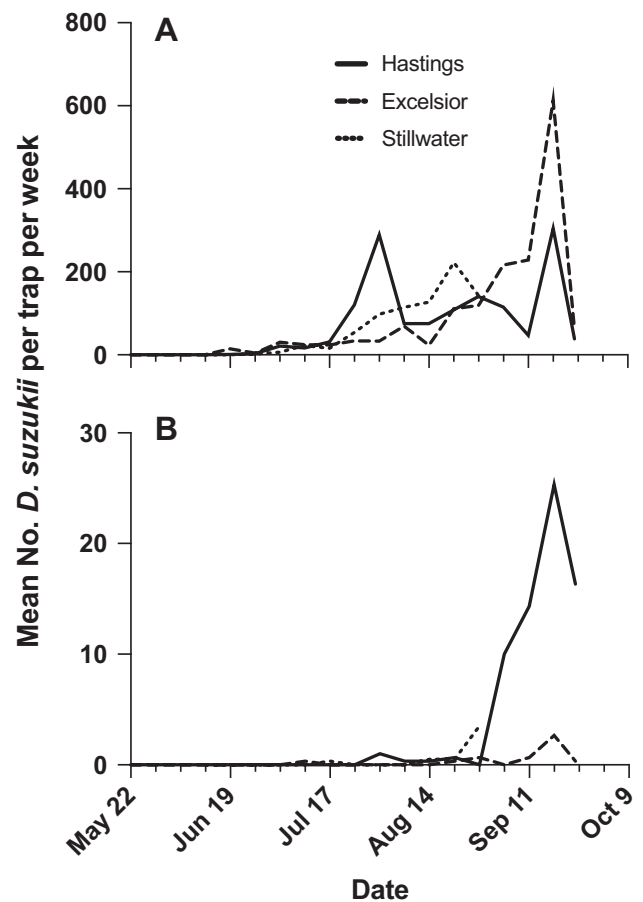 Mean No. D. suzukii per trap per week
A
800
600
400
200
0
Hastings
Excelsior
Stillwater
B
30
20
10
0
May 22
Jun 19
Jul 17
Aug 14
Sep 11
Oct 9
Date